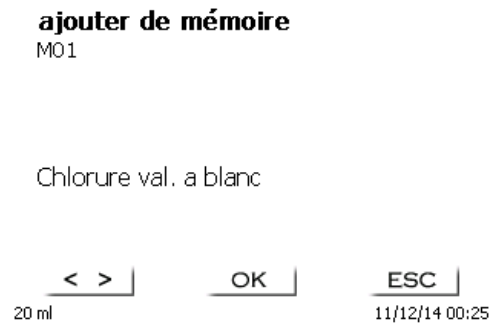 ajouter de mémoire
M01
Chlorure val. a blanc
< > OK ESC
20 ml 11/12/14 00:25